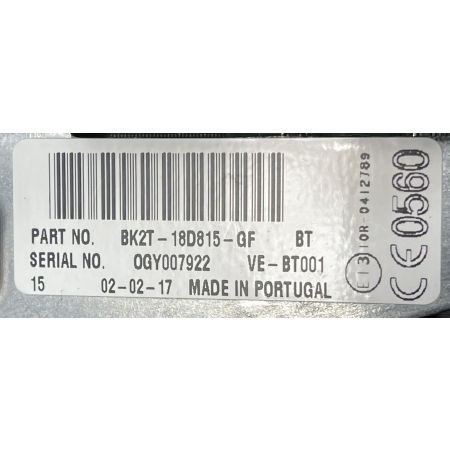 PART NO. BK2T-18D815-GF BT
SERIAL NO. 0GY007922 VE-BT001
15 02-02-17 MADE IN PORTUGAL
E13 10R-0412789
CE0560